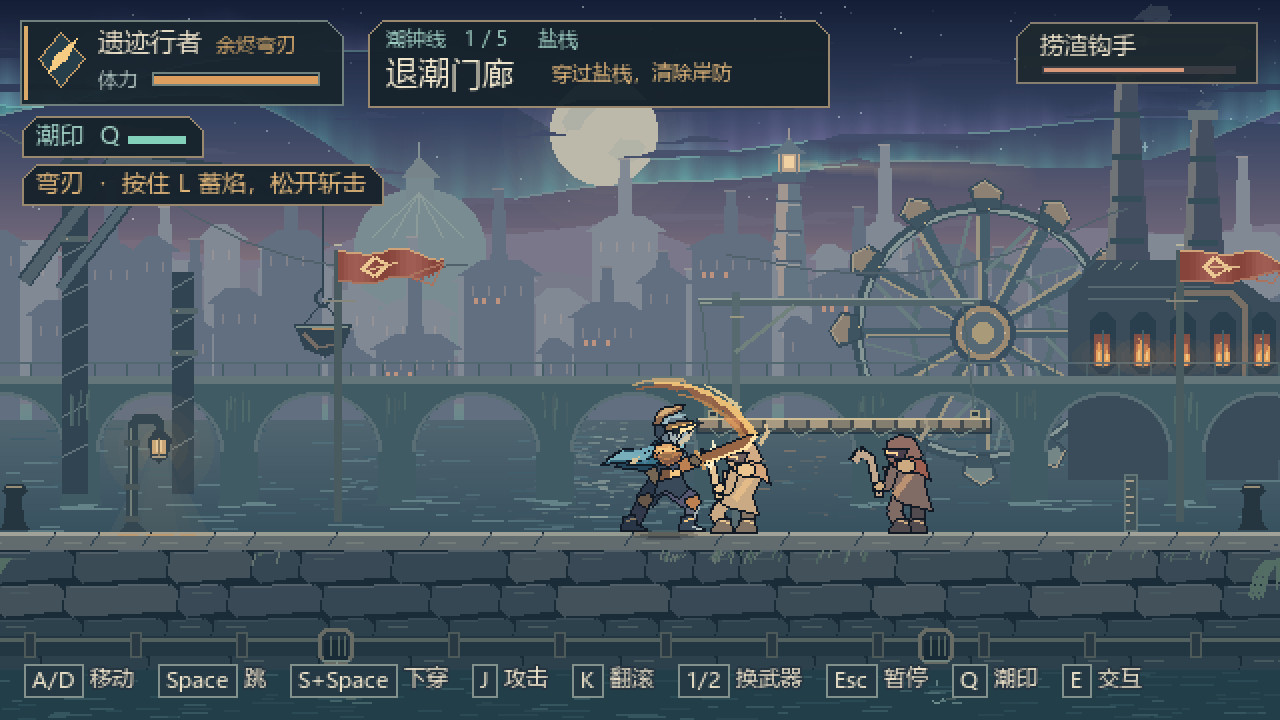 遗迹行者 余烬弯刃
体力
潮钟线 1 / 5 盐栈
退潮门廊 穿过盐栈，清除岸防
捞渣钩手
潮印 Q
弯刃 · 按住 L 蓄焰，松开斩击
A/D 移动 Space 跳 S+Space 下穿 J 攻击 K 翻滚 1/2 换武器 Esc 暂停 Q 潮印 E 交互